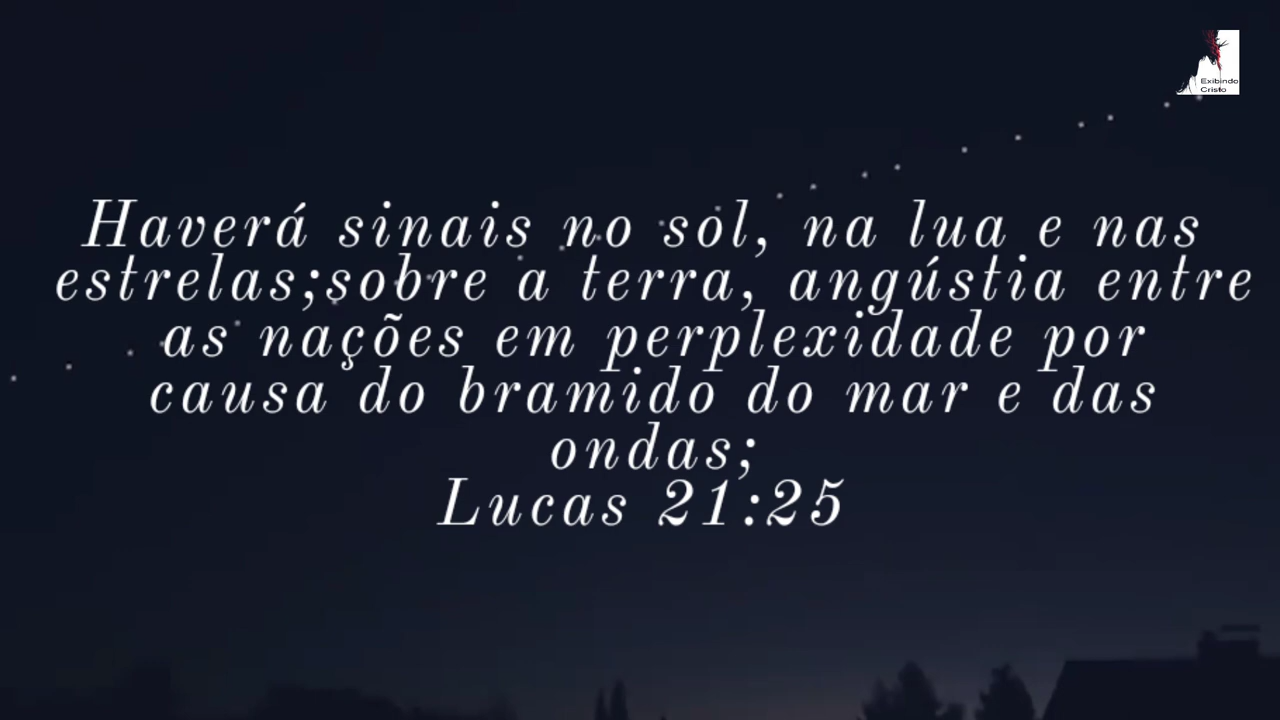 Exibindo
Cristo
Haverá sinais no sol, na lua e nas
estrelas;sobre a terra, angústia entre
as nações em perplexidade por
causa do bramido do mar e das
ondas;
Lucas 21:25